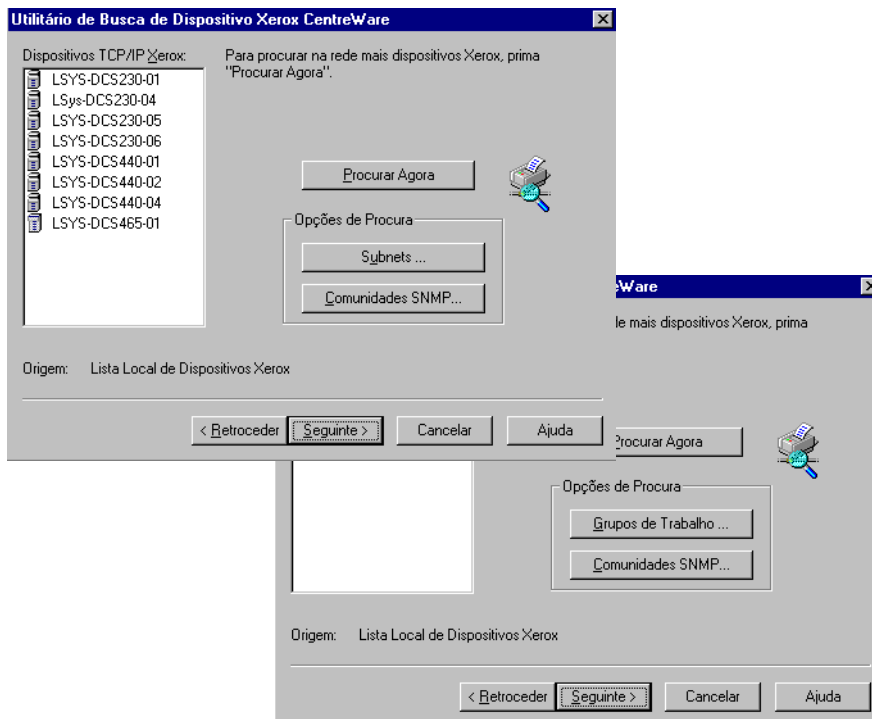 Utilitário de Busca de Dispositivo Xerox CentreWare
Dispositivos TCP/IP Xerox:
LSYS-DCS230-01
LSys-DCS230-04
LSYS-DCS230-05
LSYS-DCS230-06
LSYS-DCS440-01
LSYS-DCS440-02
LSYS-DCS440-04
LSYS-DCS465-01
Para procurar na rede mais dispositivos Xerox, prima
"Procurar Agora".
Procurar Agora
Opções de Procura
Subnets ...
Comunidades SNMP...
Origem: Lista Local de Dispositivos Xerox
< Retroceder Seguinte > Cancelar Ajuda
eWare
de mais dispositivos Xerox, prima
Procurar Agora
Opções de Procura
Grupos de Trabalho ...
Comunidades SNMP...
Origem: Lista Local de Dispositivos Xerox
< Retroceder Seguinte > Cancelar Ajuda